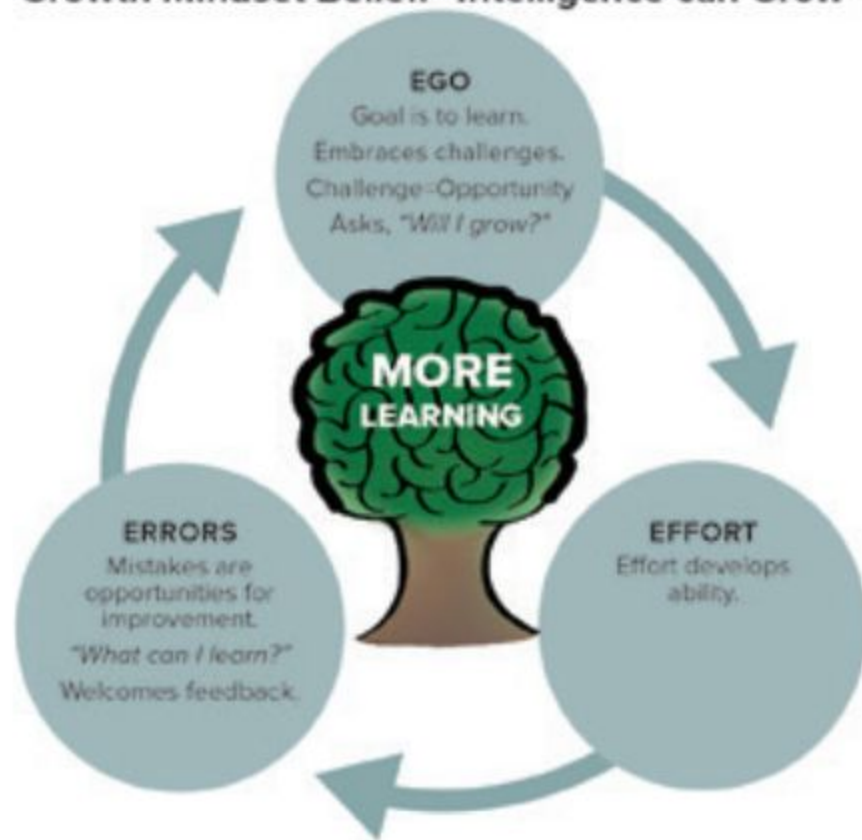 Growth Mindset Belief: Intelligence can Grow
EGO
Goal is to learn.
Embraces challenges.
Challenge=Opportunity
Asks, "Will I grow?"
MORE
LEARNING
EFFORT
Effort develops
ability.
ERRORS
Mistakes are
opportunities for
improvement.
"What can I learn?"
Welcomes feedback.